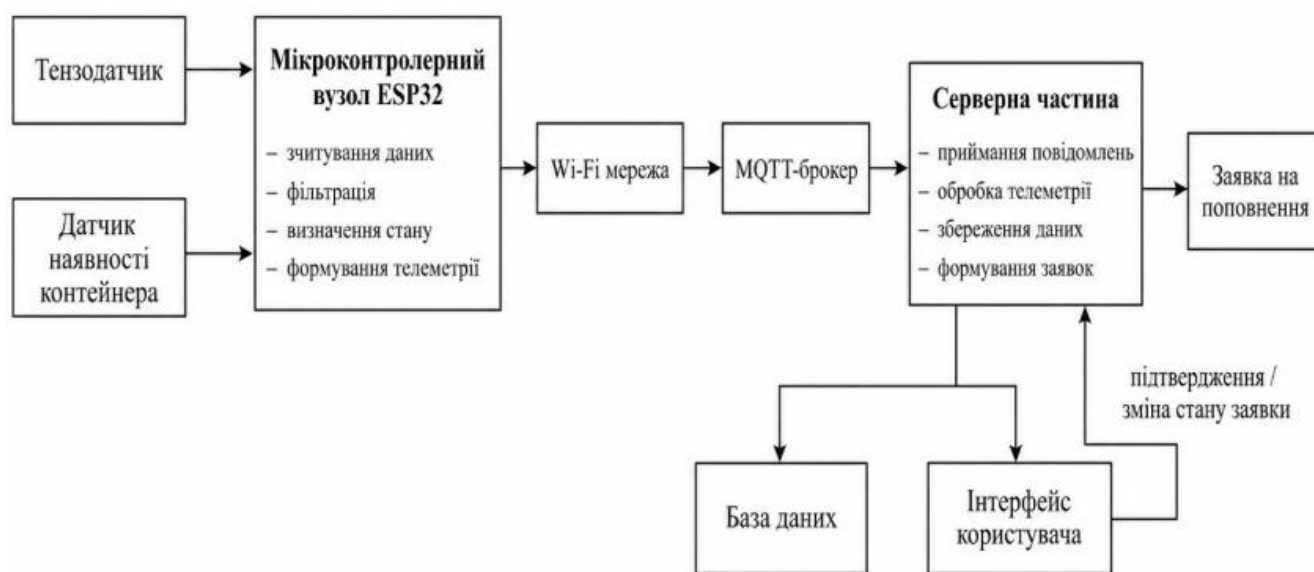 Тензодатчик
Датчик
наявності
контейнера
Мікроконтролерний
вузол ESP32
– зчитування даних
– фільтрація
– визначення стану
– формування телеметрії
Wi-Fi мережа
MQTT-брокер
Серверна частина
– приймання повідомлень
– обробка телеметрії
– збереження даних
– формування заявок
Заявка на
поповнення
підтвердження /
зміна стану заявки
База даних
Інтерфейс
користувача